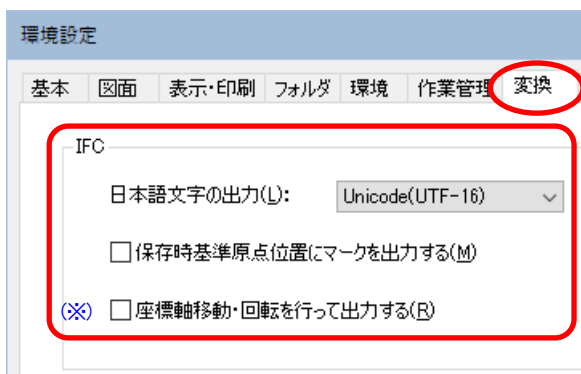 環境設定
基本 図面 表示・印刷 フォルダ 環境 作業管理 変換
IFC
日本語文字の出力(L): Unicode(UTF-16)
保存時基準原点位置にマークを出力する(M)
(※) 座標軸移動・回転を行って出力する(R)